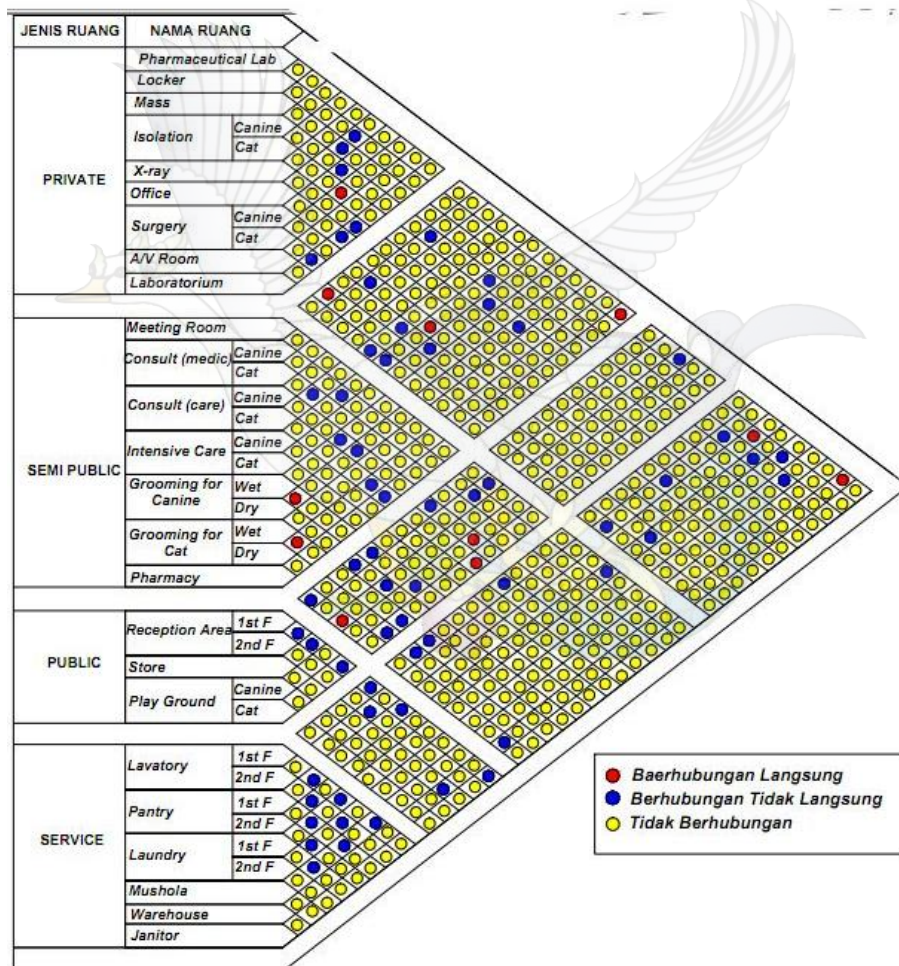 JENIS RUANG NAMA RUANG
PRIVATE
Pharmaceutical Lab
Locker
Mass
Isolation
Canine
Cat
X-ray
Office
Surgery
Canine
Cat
A/V Room
Laboratorium
SEMI PUBLIC
Meeting Room
Consult (medic)
Canine
Cat
Consult (care)
Canine
Cat
Intensive Care
Canine
Cat
Grooming for
Canine
Wet
Dry
Grooming for
Cat
Wet
Dry
Pharmacy
PUBLIC
Reception Area
1st F
2nd F
Store
Play Ground
Canine
Cat
SERVICE
Lavatory
1st F
2nd F
Pantry
1st F
2nd F
Laundry
1st F
2nd F
Mushola
Warehouse
Janitor
Baerhubungan Langsung
Berhubungan Tidak Langsung
Tidak Berhubungan